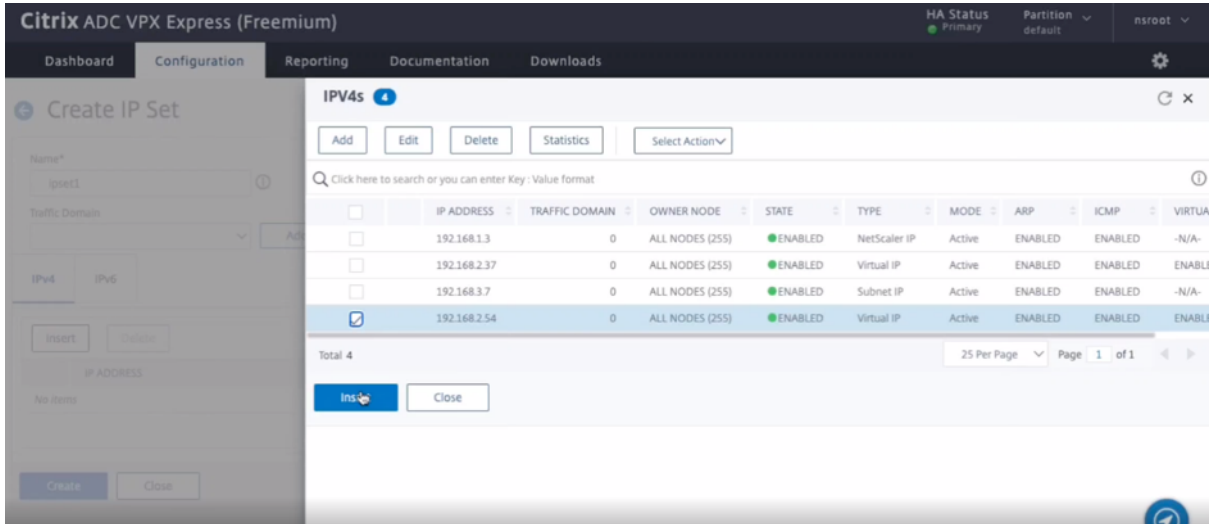 Citrix ADC VPX Express (Freemium)
HA Status
Primary
Partition
default
nsroot
Dashboard Configuration Reporting Documentation Downloads
Create IP Set
Name*
ipset1
Traffic Domain
IPv4 IPv6
Insert Delete
IP ADDRESS
No items
Create Close
IPV4s 4
Add Edit Delete Statistics Select Action
Click here to search or you can enter Key : Value format
IP ADDRESS TRAFFIC DOMAIN OWNER NODE STATE TYPE MODE ARP ICMP VIRTUA
192.168.1.3 0 ALL NODES (255) ENABLED NetScaler IP Active ENABLED ENABLED -N/A-
192.168.2.37 0 ALL NODES (255) ENABLED Virtual IP Active ENABLED ENABLED ENABLE
192.168.3.7 0 ALL NODES (255) ENABLED Subnet IP Active ENABLED ENABLED -N/A-
192.168.2.54 0 ALL NODES (255) ENABLED Virtual IP Active ENABLED ENABLED ENABLE
Total 4
25 Per Page Page 1 of 1
Close